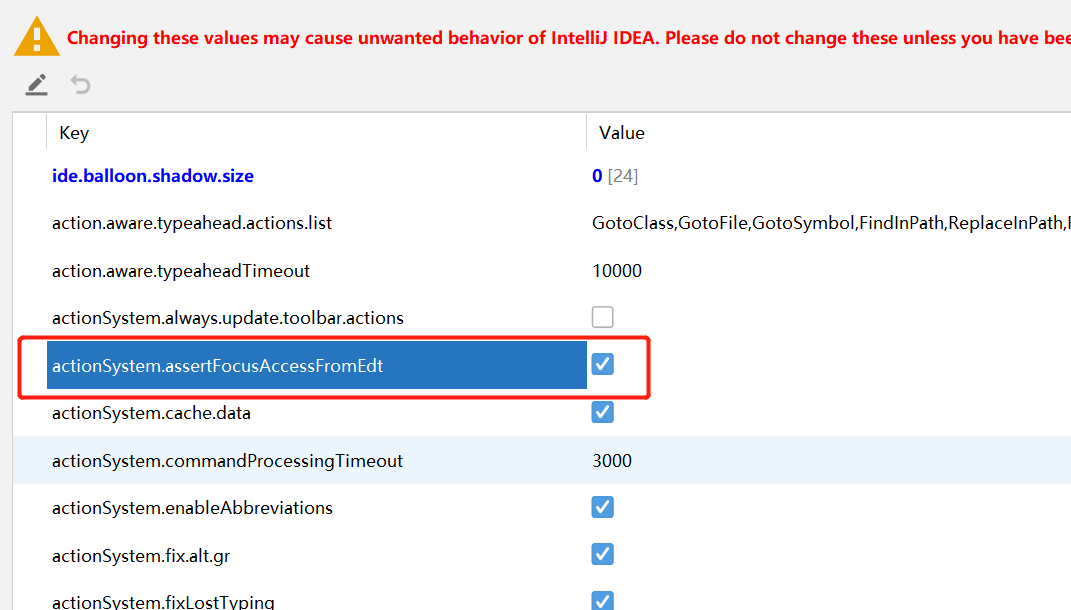 Changing these values may cause unwanted behavior of IntelliJ IDEA. Please do not change these unless you have
Key Value
ide.balloon.shadow.size 0 [24]
action.aware.typeahead.actions.list GotoClass,GotoFile,GotoSymbol,FindInPath,ReplaceInPath,
action.aware.typeaheadTimeout 10000
actionSystem.always.update.toolbar.actions
actionSystem.assertFocusAccessFromEdt
actionSystem.cache.data
actionSystem.commandProcessingTimeout 3000
actionSystem.enableAbbreviations
actionSystem.fix.alt.gr
actionSystem.fixLostTyping